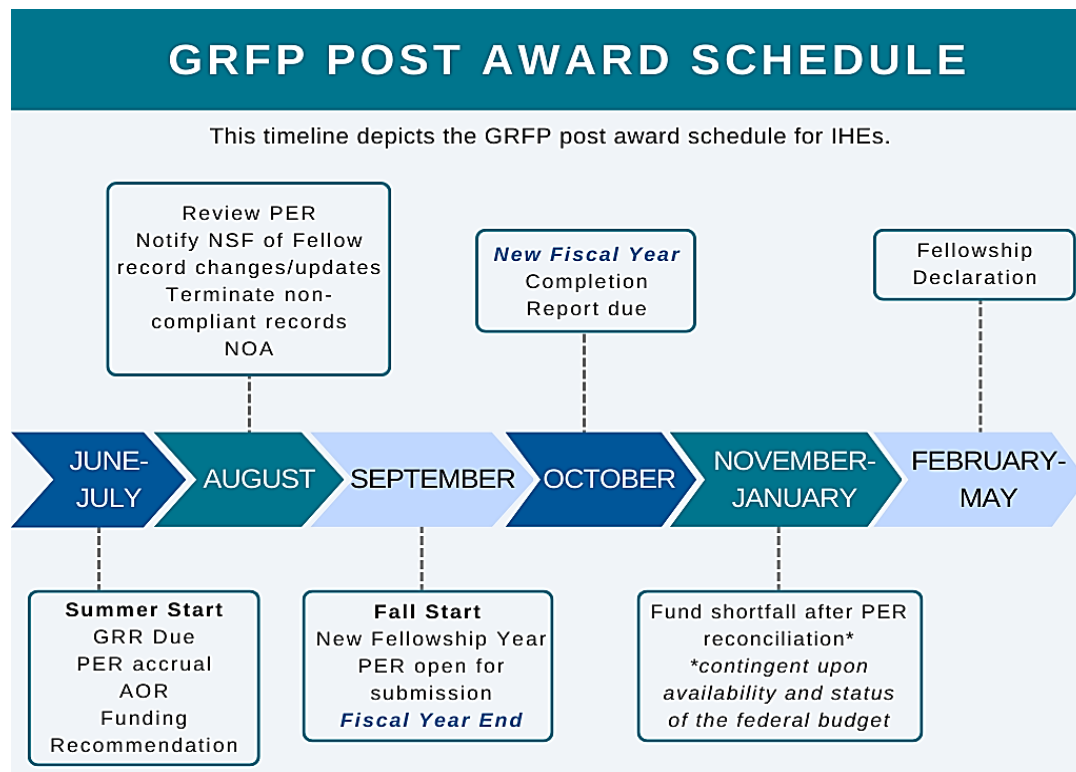 GRFP POST AWARD SCHEDULE
This timeline depicts the GRFP post award schedule for IHEs.
Review PER
Notify NSF of Fellow
record changes/updates
Terminate non-
compliant records
NOA
New Fiscal Year
Completion
Report due
Fellowship
Declaration
JUNE-
JULY
AUGUST
SEPTEMBER
OCTOBER
NOVEMBER-
JANUARY
FEBRUARY-
MAY
Summer Start
GRR Due
PER accrual
AOR
Funding
Recommendation
Fall Start
New Fellowship Year
PER open for
submission
Fiscal Year End
Fund shortfall after PER
reconciliation*
*contingent upon
availability and status
of the federal budget